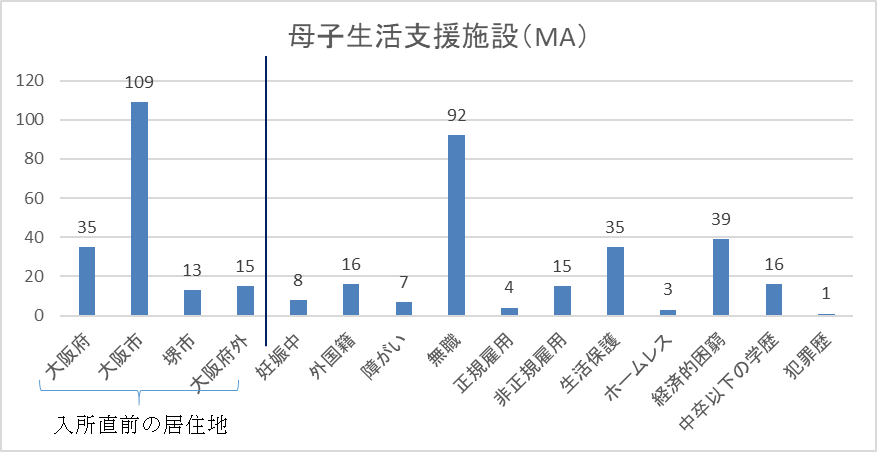 母子生活支援施設（MA）
120
100
80
60
40
20
0
35
109
13
15
8
16
7
92
4
15
35
3
39
16
1
大阪府
大阪市
堺市
大阪府外
妊娠中
外国籍
障がい
無職
正規雇用
非正規雇用
生活保護
ホームレス
経済的困窮
中卒以下の学歴
犯罪歴
入所直前の居住地